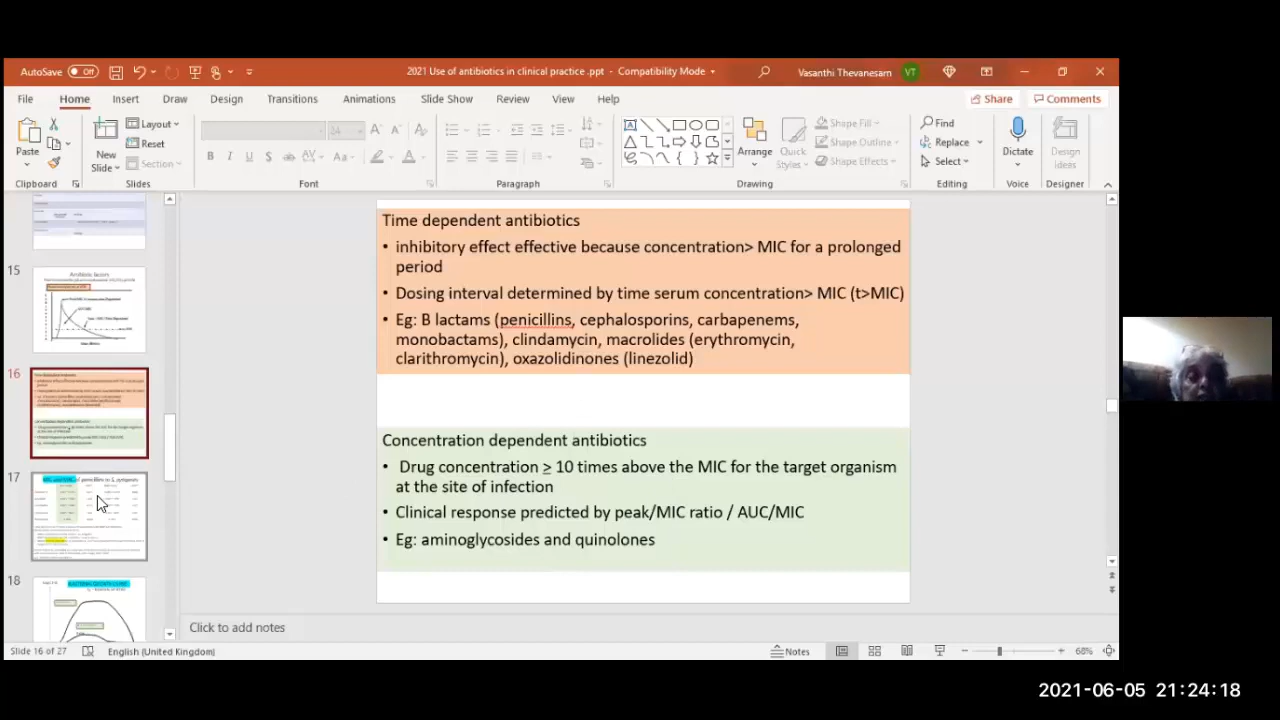 AutoSave Off
2021 Use of antibiotics in clinical practice .ppt - Compatibility Mode
Vasanthi Thevanesam VT
File Home Insert Draw Design Transitions Animations Slide Show Review View Help Share Comments
Paste
New Slide
Layout
Reset
Section
B I U S ab AV Aa
Arrange
Quick Styles
Shape Fill
Shape Outline
Shape Effects
Find
Replace
Select
Dictate
Design Ideas
Clipboard Slides Font Paragraph Drawing Editing Voice Designer
15
16
17
18
Time dependent antibiotics
• inhibitory effect effective because concentration> MIC for a prolonged
period
• Dosing interval determined by time serum concentration> MIC (t>MIC)
• Eg: B lactams (penicillins, cephalosporins, carbapenems,
monobactams), clindamycin, macrolides (erythromycin,
clarithromycin), oxazolidinones (linezolid)
Concentration dependent antibiotics
• Drug concentration ≥ 10 times above the MIC for the target organism
at the site of infection
• Clinical response predicted by peak/MIC ratio / AUC/MIC
• Eg: aminoglycosides and quinolones
Click to add notes
Slide 16 of 27 English (United Kingdom) Notes 68%
2021-06-05 21:24:18